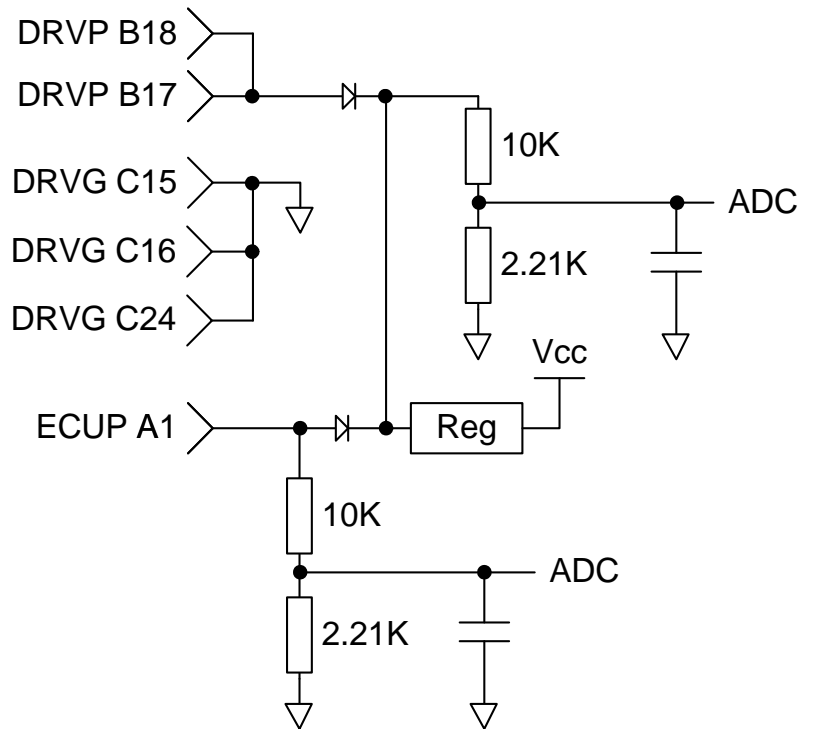 DRVP B18
DRVP B17
10K
DRVG C15
ADC
DRVG C16
2.21K
DRVG C24
Vcc
ECUP A1
Reg
10K
ADC
2.21K